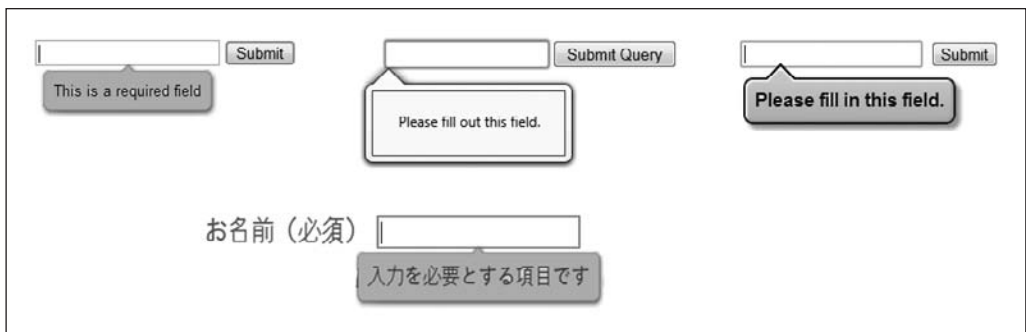 Submit
This is a required field
Submit Query
Please fill out this field.
Submit
Please fill in this field.
お名前（必須）
入力を必要とする項目です